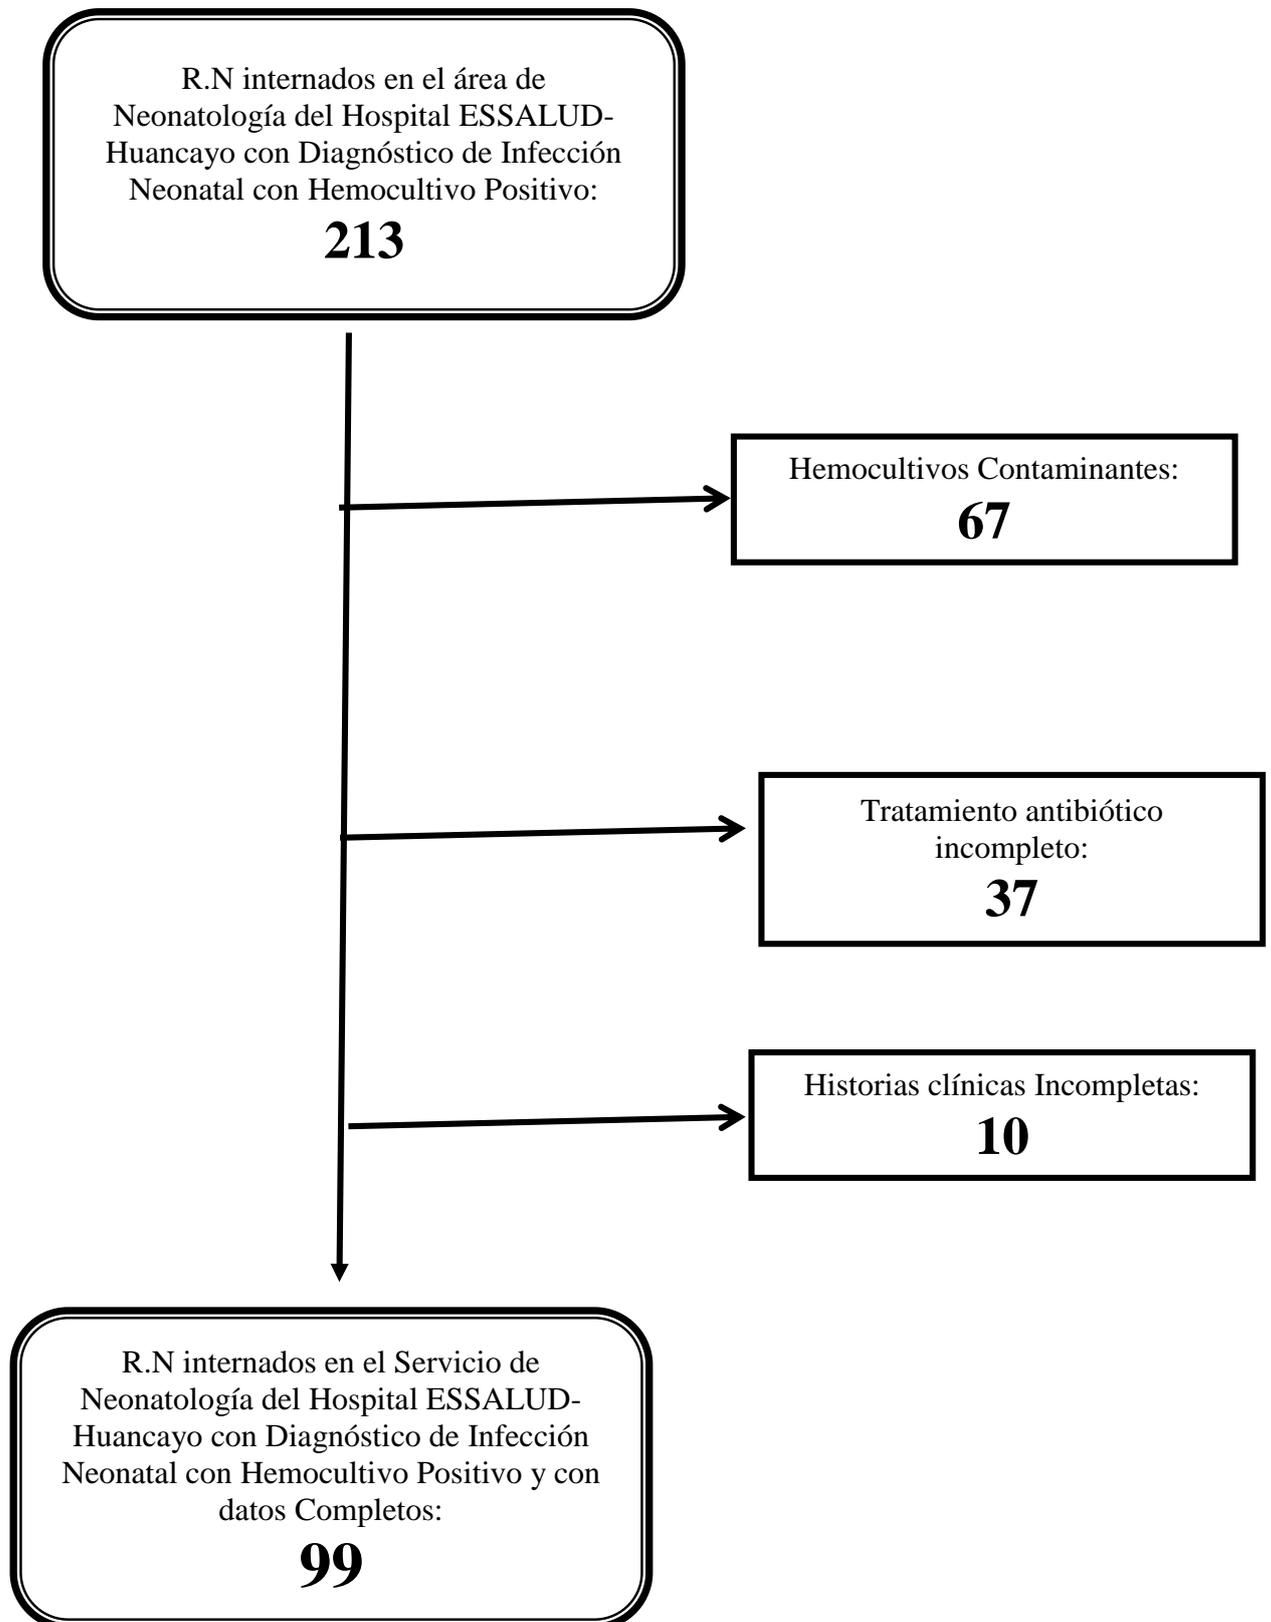 R.N internados en el área de
Neonatología del Hospital ESSALUD-
Huancayo con Diagnóstico de Infección
Neonatal con Hemocultivo Positivo:
213
Hemocultivos Contaminantes:
67
Tratamiento antibiótico
incompleto:
37
Historias clínicas Incompletas:
10
R.N internados en el Servicio de
Neonatología del Hospital ESSALUD-
Huancayo con Diagnóstico de Infección
Neonatal con Hemocultivo Positivo y con
datos Completos:
99